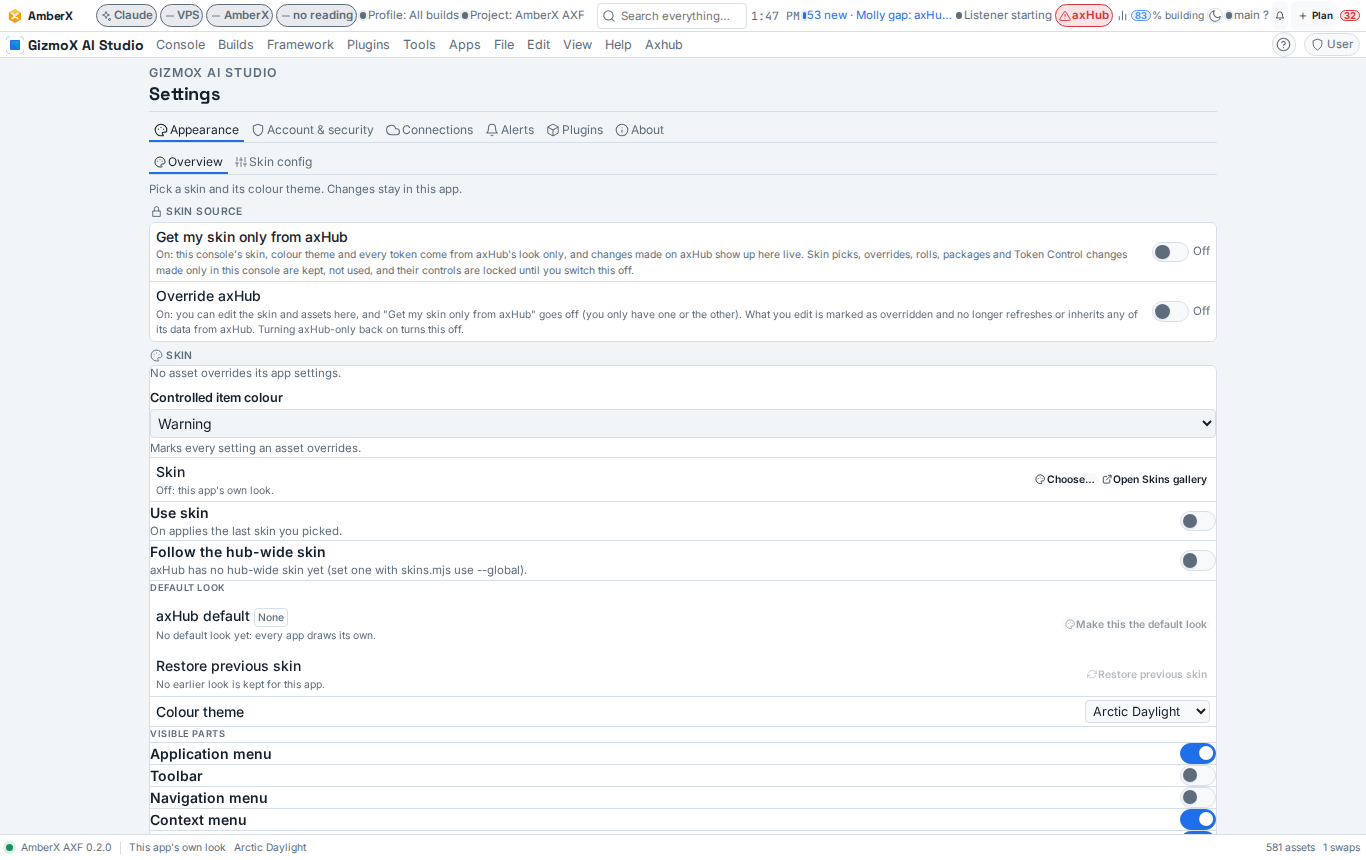 AmberX Claude — VPS — AmberX — no reading Profile: All builds Project: AmberX AXF Search everything... 1:47 PM 53 new · Molly gap: axHu… Listener starting axHub 83 % building main ? + Plan 32
GizmoX AI Studio Console Builds Framework Plugins Tools Apps File Edit View Help Axhub User
GIZMOX AI STUDIO
Settings
Appearance Account & security Connections Alerts Plugins About
Overview Skin config
Pick a skin and its colour theme. Changes stay in this app.
SKIN SOURCE
Get my skin only from axHub
On: this console's skin, colour theme and every token come from axHub's look only, and changes made on axHub show up here live. Skin picks, overrides, rolls, packages and Token Control changes
made only in this console are kept, not used, and their controls are locked until you switch this off.
Off
Override axHub
On: you can edit the skin and assets here, and "Get my skin only from axHub" goes off (you only have one or the other). What you edit is marked as overridden and no longer refreshes or inherits any of
its data from axHub. Turning axHub-only back on turns this off.
Off
SKIN
No asset overrides its app settings.
Controlled item colour
Warning
Marks every setting an asset overrides.
Skin
Off: this app's own look.
Choose... Open Skins gallery
Use skin
On applies the last skin you picked.
Follow the hub-wide skin
axHub has no hub-wide skin yet (set one with skins.mjs use --global).
DEFAULT LOOK
axHub default None
No default look yet: every app draws its own.
Make this the default look
Restore previous skin
No earlier look is kept for this app.
Restore previous skin
Colour theme Arctic Daylight
VISIBLE PARTS
Application menu
Toolbar
Navigation menu
Context menu
AmberX AXF 0.2.0 This app's own look Arctic Daylight 581 assets 1 swaps